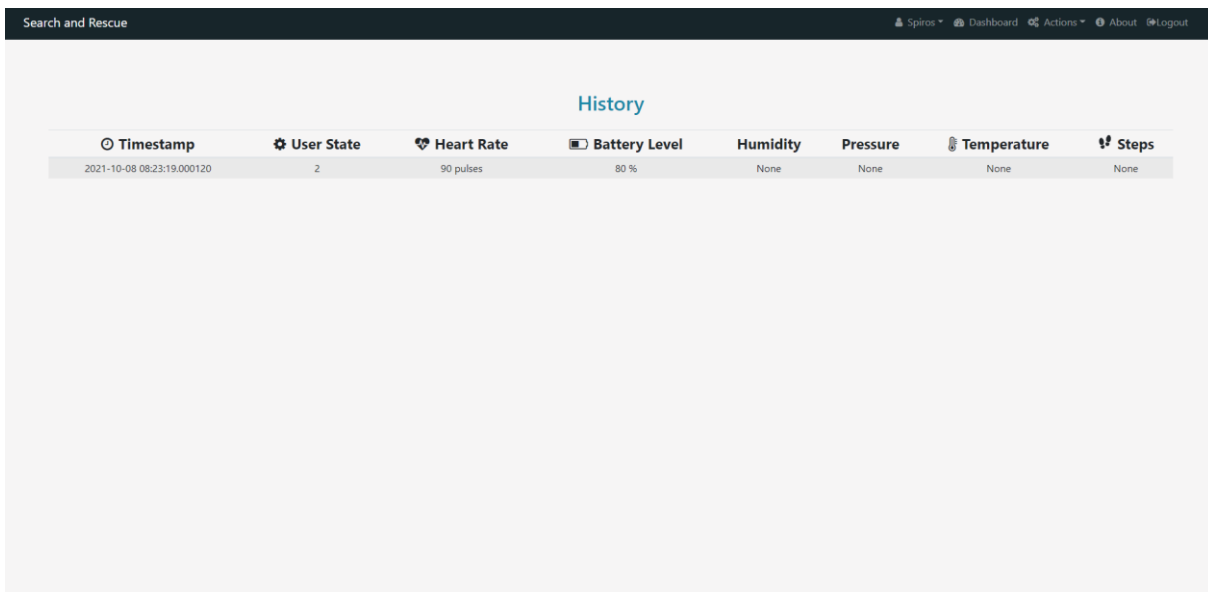 Search and Rescue Spiros Dashboard Actions About Logout
History
Timestamp User State Heart Rate Battery Level Humidity Pressure Temperature Steps
2021-10-08 08:23:19.000120 2 90 pulses 80 % None None None None